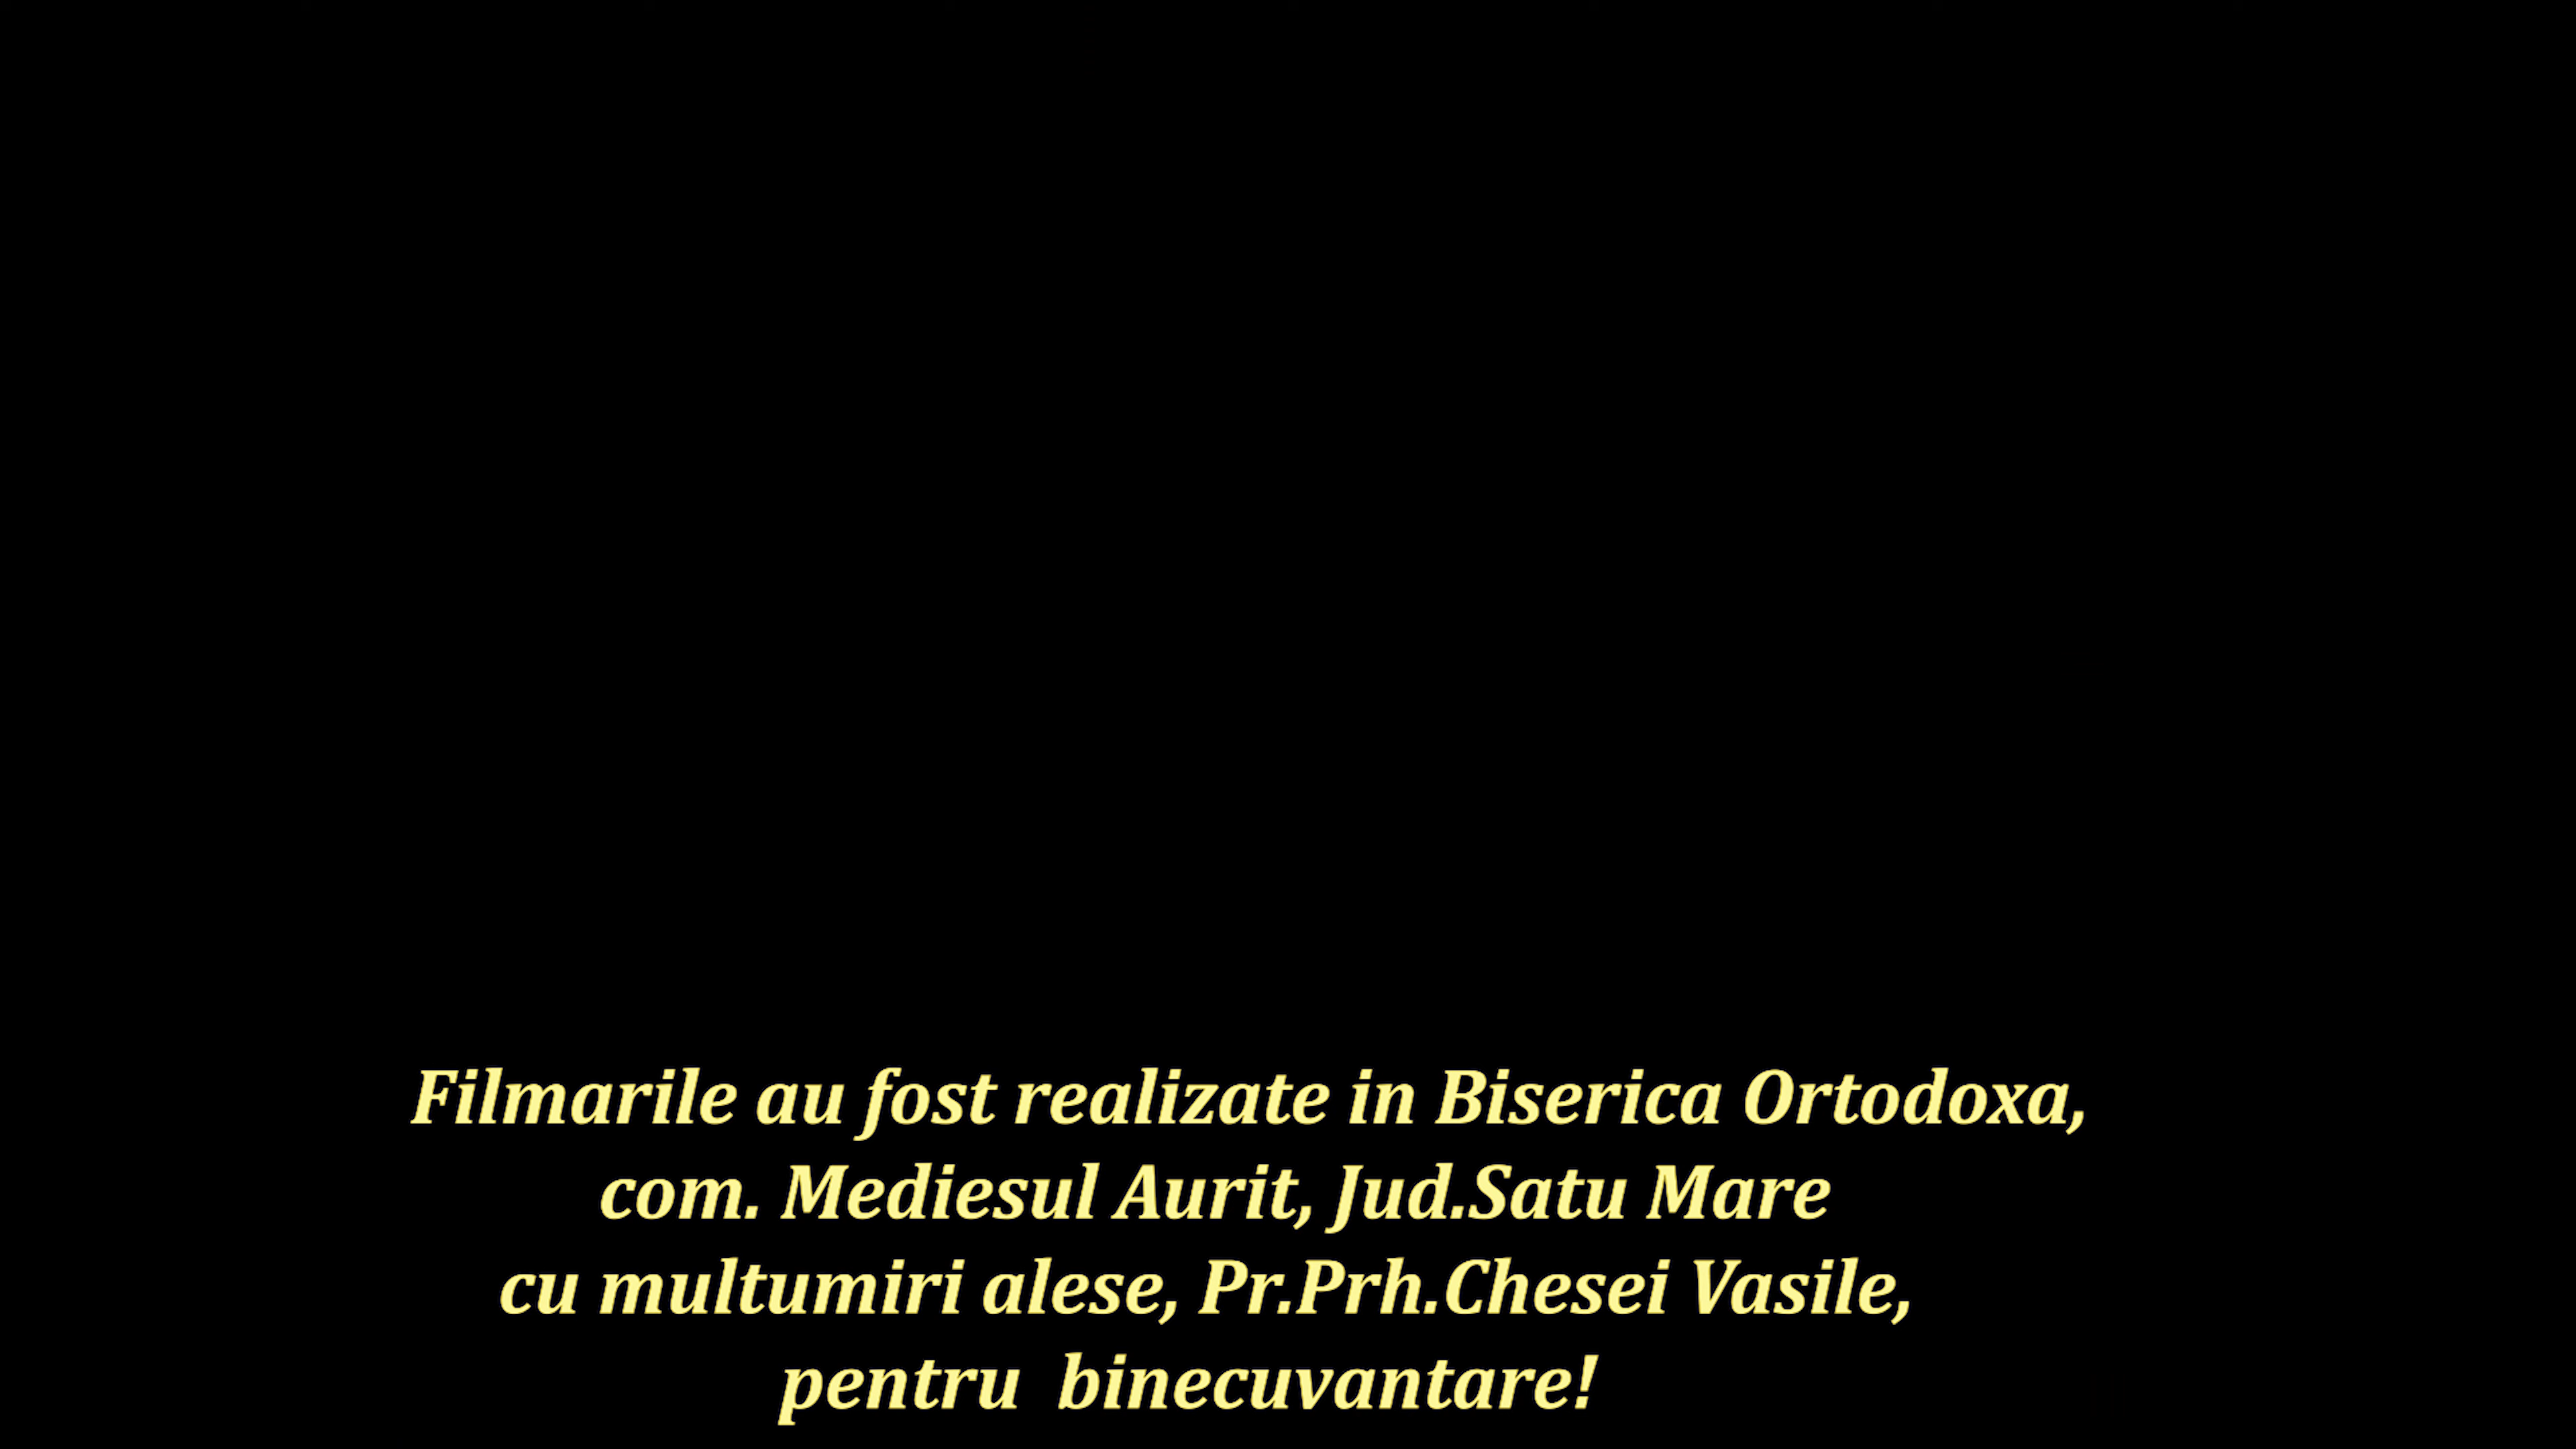 Filmarile au fost realizate in Biserica Ortodoxa,
com. Mediesul Aurit, Jud.Satu Mare
cu multumiri alese, Pr.Prh.Chesei Vasile,
pentru  binecuvantare!